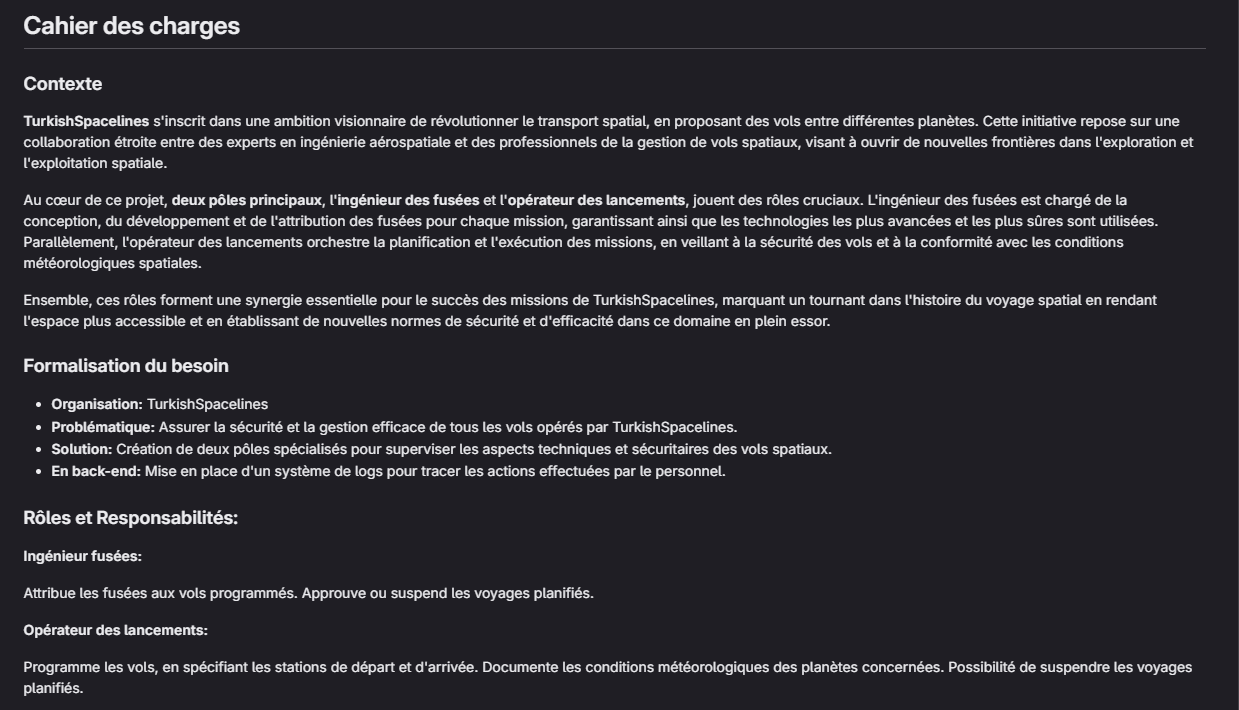 Cahier des charges
Contexte
TurkishSpacelines s'inscrit dans une ambition visionnaire de révolutionner le transport spatial, en proposant des vols entre différentes planètes. Cette initiative repose sur une
collaboration étroite entre des experts en ingénierie aérospatiale et des professionnels de la gestion de vols spatiaux, visant à ouvrir de nouvelles frontières dans l'exploration et
l'exploitation spatiale.
Au cœur de ce projet, deux pôles principaux, l'ingénieur des fusées et l'opérateur des lancements, jouent des rôles cruciaux. L'ingénieur des fusées est chargé de la
conception, du développement et de l'attribution des fusées pour chaque mission, garantissant ainsi que les technologies les plus avancées et les plus sûres sont utilisées.
Parallèlement, l'opérateur des lancements orchestre la planification et l'exécution des missions, en veillant à la sécurité des vols et à la conformité avec les conditions
météorologiques spatiales.
Ensemble, ces rôles forment une synergie essentielle pour le succès des missions de TurkishSpacelines, marquant un tournant dans l'histoire du voyage spatial en rendant
l'espace plus accessible et en établissant de nouvelles normes de sécurité et d'efficacité dans ce domaine en plein essor.
Formalisation du besoin
• Organisation: TurkishSpacelines
• Problématique: Assurer la sécurité et la gestion efficace de tous les vols opérés par TurkishSpacelines.
• Solution: Création de deux pôles spécialisés pour superviser les aspects techniques et sécuritaires des vols spatiaux.
• En back-end: Mise en place d'un système de logs pour tracer les actions effectuées par le personnel.
Rôles et Responsabilités:
Ingénieur fusées:
Attribue les fusées aux vols programmés. Approuve ou suspend les voyages planifiés.
Opérateur des lancements:
Programme les vols, en spécifiant les stations de départ et d'arrivée. Documente les conditions météorologiques des planètes concernées. Possibilité de suspendre les voyages
planifiés.